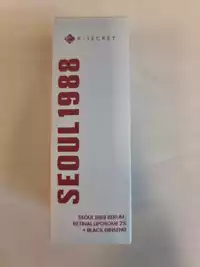 K-SECRET
SEOUL1988
SEOUL 1988 SERUM:
RETINAL LIPOSOME 2%
+ BLACK GINSENG